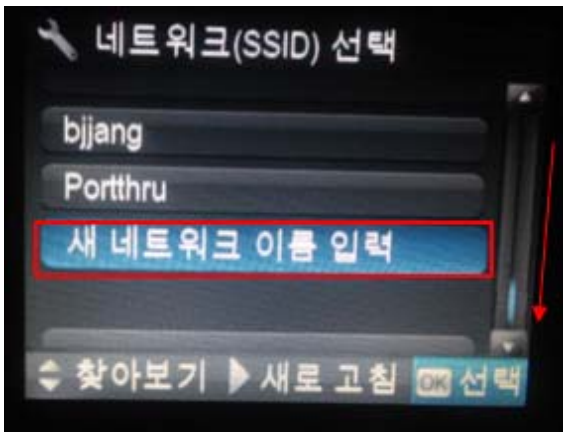 네트워크(SSID) 선택
bjjang
Portthru
새 네트워크 이름 입력
찾아보기 새로 고침 OK 선택